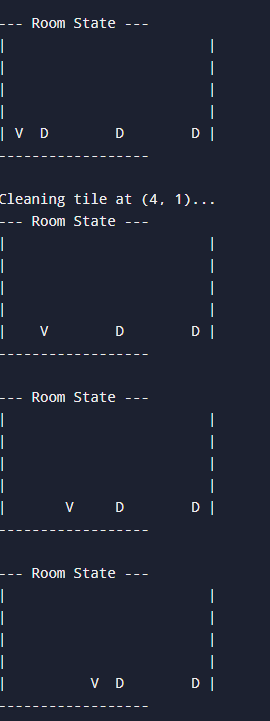 --- Room State ---
|                         |
|                         |
|                         |
|                         |
| V  D        D        D |
------------------
Cleaning tile at (4, 1)...
--- Room State ---
|                         |
|                         |
|                         |
|                         |
|    V        D        D |
------------------
--- Room State ---
|                         |
|                         |
|                         |
|                         |
|       V     D        D |
------------------
--- Room State ---
|                         |
|                         |
|                         |
|                         |
|          V  D        D |
------------------